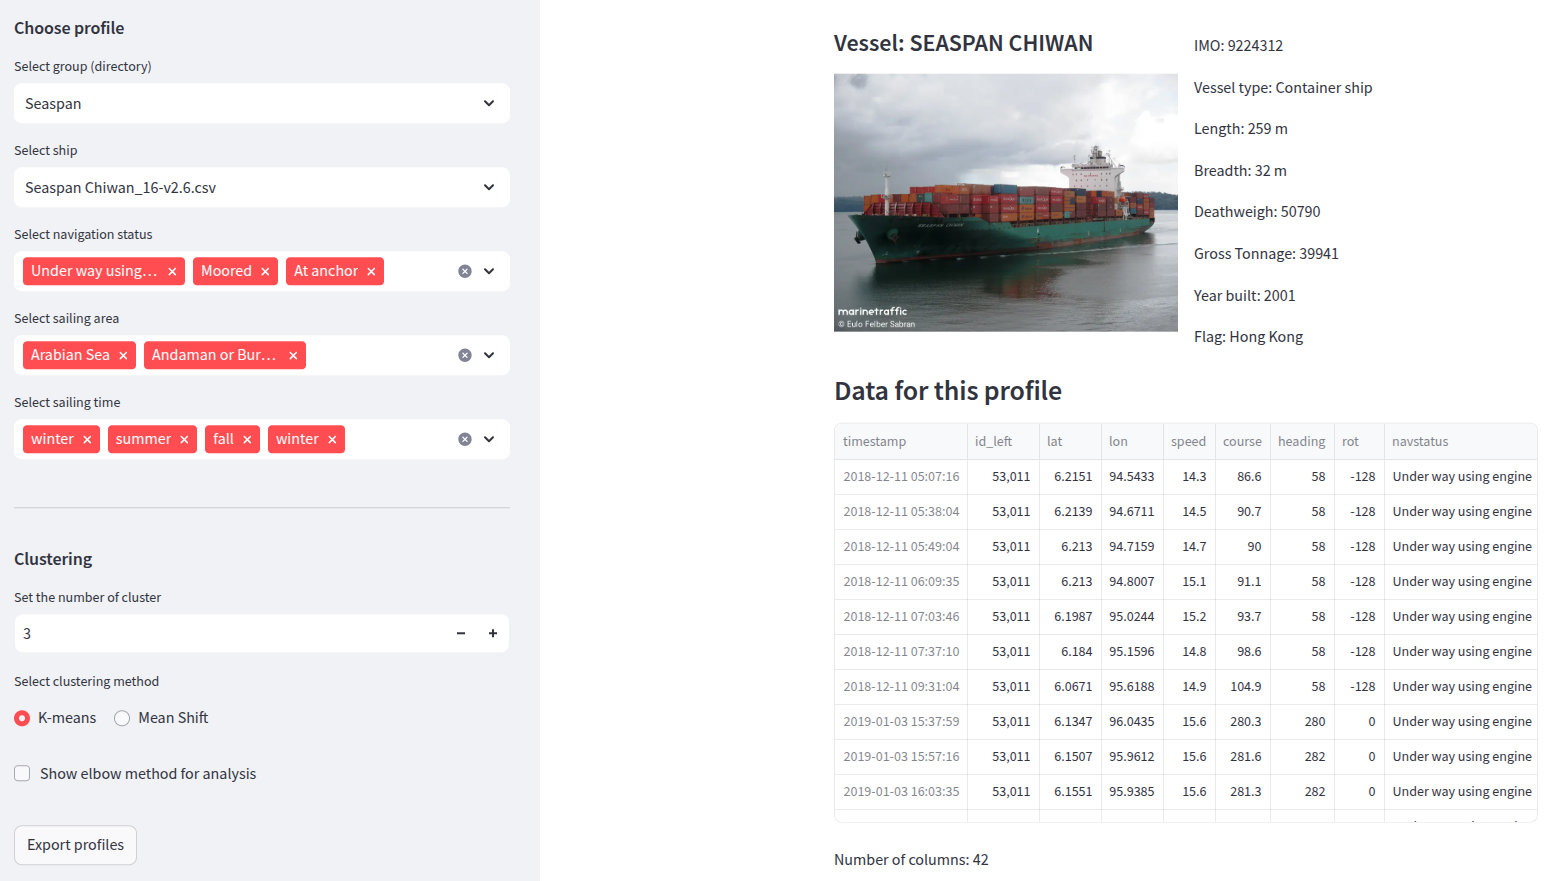 Choose profile
Select group (directory)
Seaspan
Select ship
Seaspan Chiwan_16-v2.6.csv
Select navigation status
Under way using... × Moored × At anchor ×
Select sailing area
Arabian Sea × Andaman or Bur... ×
Select sailing time
winter × summer × fall × winter ×
Clustering
Set the number of cluster
3 − +
Select clustering method
K-means Mean Shift
Show elbow method for analysis
Export profiles
Vessel: SEASPAN CHIWAN
SEASPAN CHIWAN
marinetraffic
© Eulo Felber Sabran
IMO: 9224312
Vessel type: Container ship
Length: 259 m
Breadth: 32 m
Deathweigh: 50790
Gross Tonnage: 39941
Year built: 2001
Flag: Hong Kong
Data for this profile
timestamp id_left lat lon speed course heading rot navstatus
2018-12-11 05:07:16 53,011 6.2151 94.5433 14.3 86.6 58 -128 Under way using engine
2018-12-11 05:38:04 53,011 6.2139 94.6711 14.5 90.7 58 -128 Under way using engine
2018-12-11 05:49:04 53,011 6.213 94.7159 14.7 90 58 -128 Under way using engine
2018-12-11 06:09:35 53,011 6.213 94.8007 15.1 91.1 58 -128 Under way using engine
2018-12-11 07:03:46 53,011 6.1987 95.0244 15.2 93.7 58 -128 Under way using engine
2018-12-11 07:37:10 53,011 6.184 95.1596 14.8 98.6 58 -128 Under way using engine
2018-12-11 09:31:04 53,011 6.0671 95.6188 14.9 104.9 58 -128 Under way using engine
2019-01-03 15:37:59 53,011 6.1347 96.0435 15.6 280.3 280 0 Under way using engine
2019-01-03 15:57:16 53,011 6.1507 95.9612 15.6 281.6 282 0 Under way using engine
2019-01-03 16:03:35 53,011 6.1551 95.9385 15.6 281.3 282 0 Under way using engine
Number of columns: 42